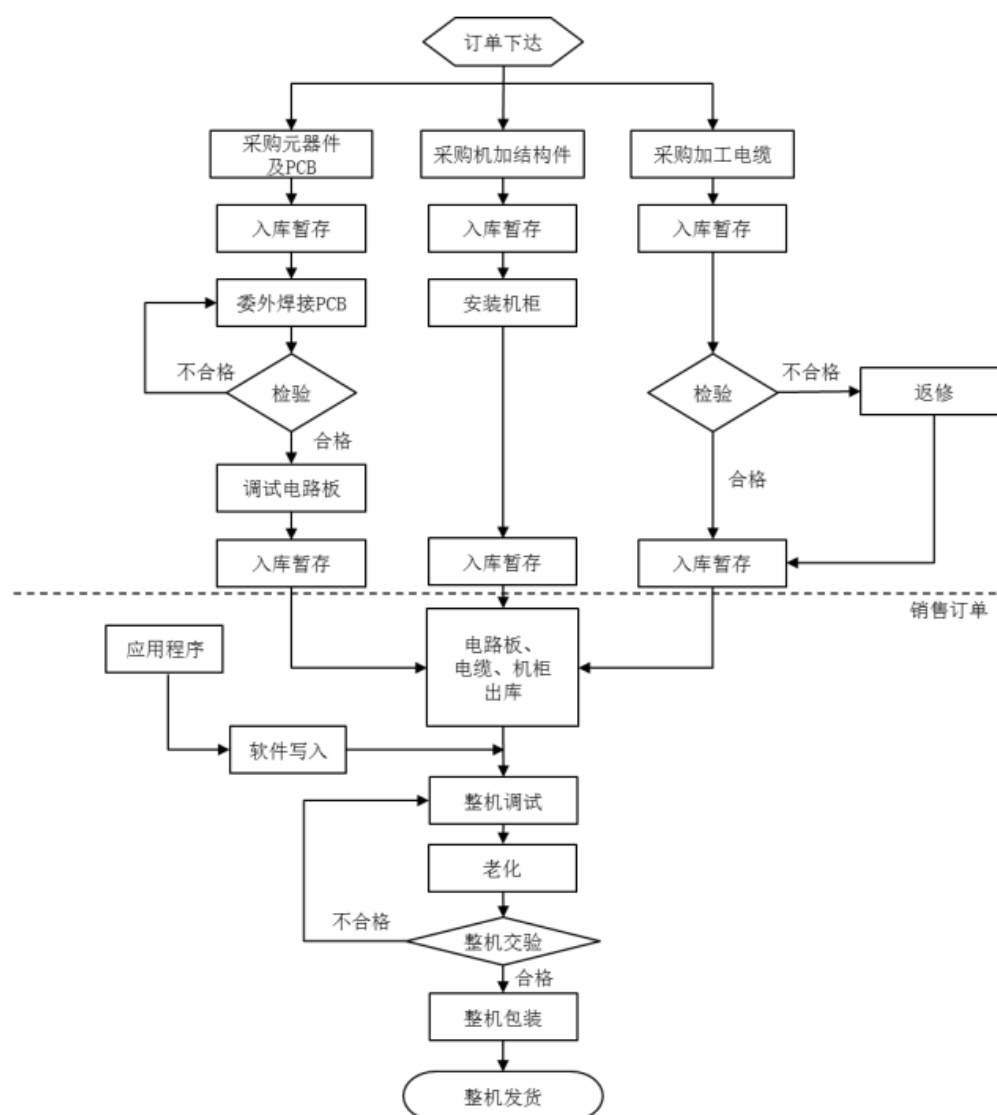 订单下达
采购元器件
及PCB
采购机加结构件
采购加工电缆
入库暂存
入库暂存
入库暂存
委外焊接PCB
安装机柜
不合格
检验
检验
不合格
返修
合格
合格
调试电路板
入库暂存
入库暂存
入库暂存
销售订单
应用程序
电路板、
电缆、机柜
出库
软件写入
整机调试
老化
不合格
整机交验
合格
整机包装
整机发货